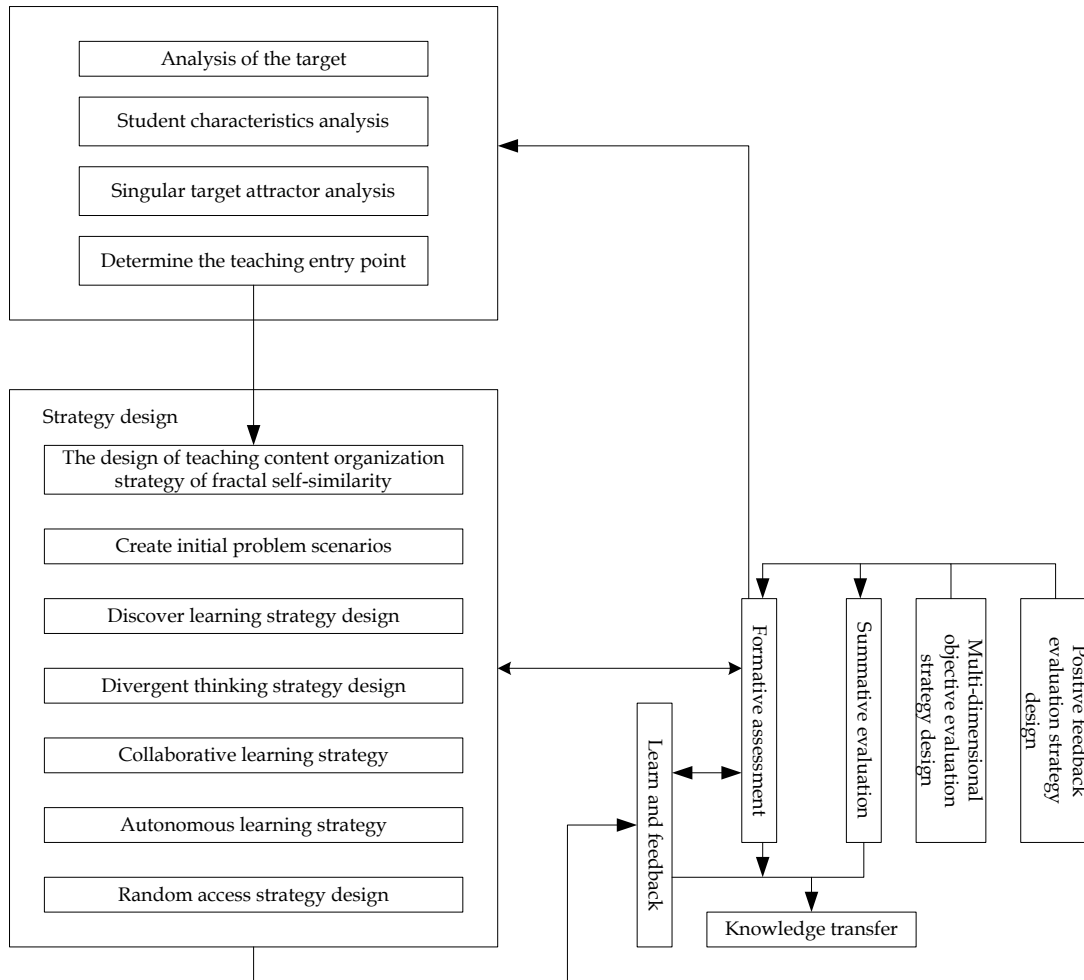 Analysis of the target
Student characteristics analysis
Singular target attractor analysis
Determine the teaching entry point
Strategy design
The design of teaching content organization
strategy of fractal self-similarity
Create initial problem scenarios
Discover learning strategy design
Divergent thinking strategy design
Collaborative learning strategy
Autonomous learning strategy
Random access strategy design
Learn and feedback
Formative assessment
Summative evaluation
Multi-dimensional
objective evaluation
strategy design
Positive feedback
evaluation strategy
design
Knowledge transfer